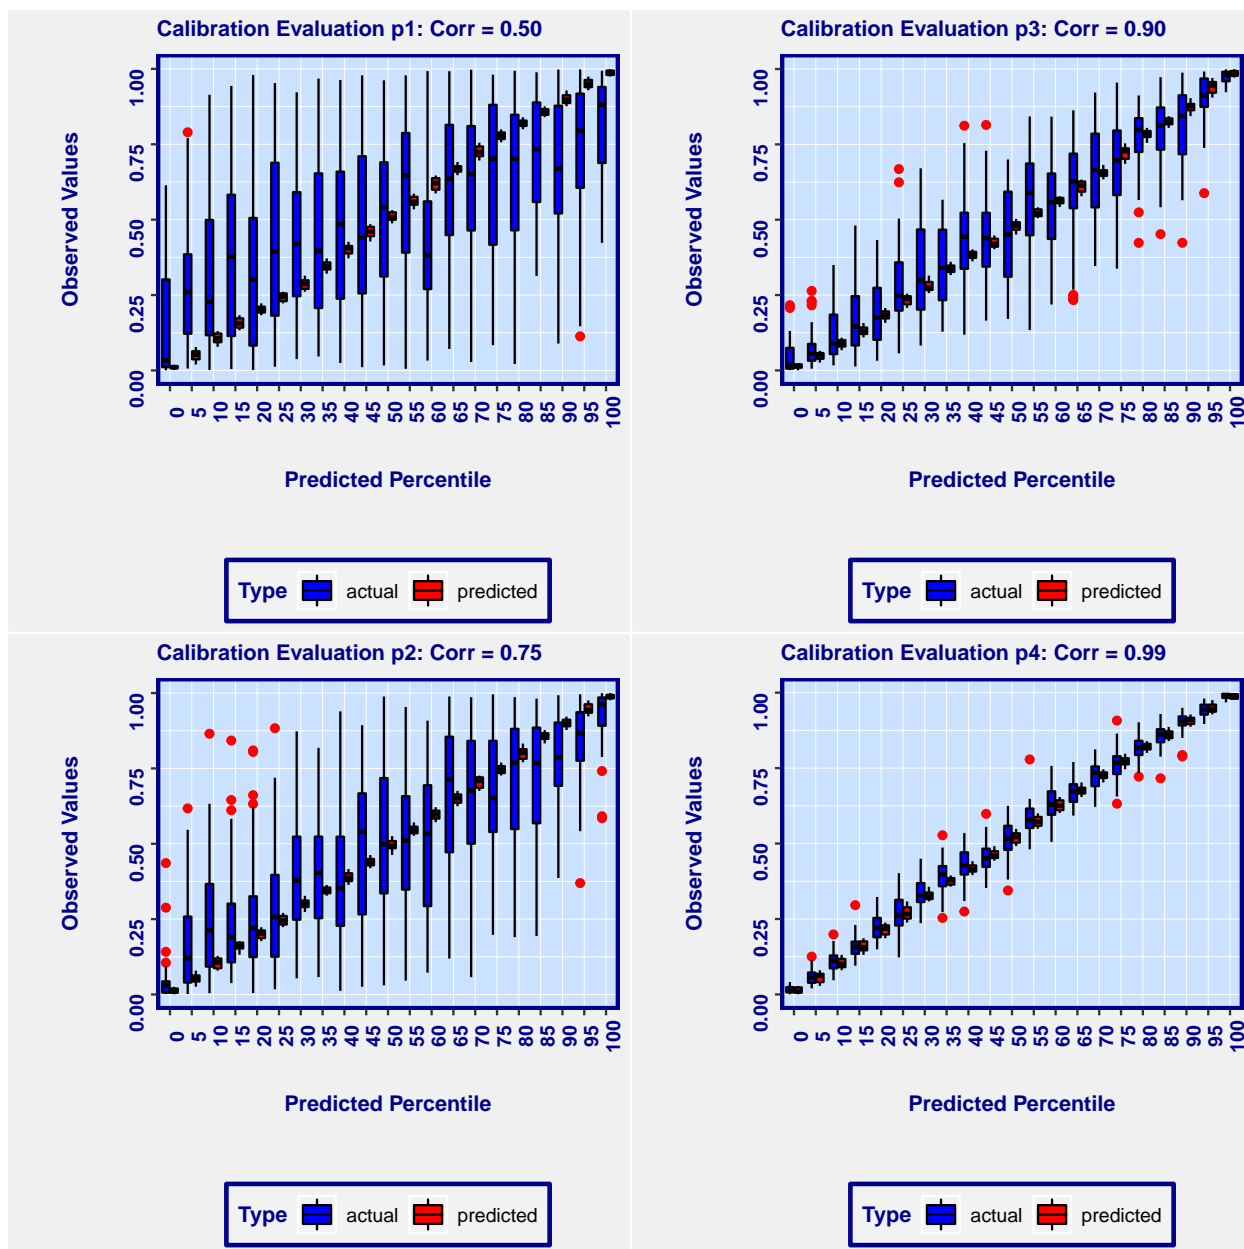 Calibration Evaluation p1: Corr = 0.50
Observed Values
1.00
0.75
0.50
0.25
0.00
0 5 10 15 20 25 30 35 40 45 50 55 60 65 70 75 80 85 90 95 100
Predicted Percentile
Type actual predicted
Calibration Evaluation p3: Corr = 0.90
Observed Values
1.00
0.75
0.50
0.25
0.00
0 5 10 15 20 25 30 35 40 45 50 55 60 65 70 75 80 85 90 95 100
Predicted Percentile
Type actual predicted
Calibration Evaluation p2: Corr = 0.75
Observed Values
1.00
0.75
0.50
0.25
0.00
0 5 10 15 20 25 30 35 40 45 50 55 60 65 70 75 80 85 90 95 100
Predicted Percentile
Type actual predicted
Calibration Evaluation p4: Corr = 0.99
Observed Values
1.00
0.75
0.50
0.25
0.00
0 5 10 15 20 25 30 35 40 45 50 55 60 65 70 75 80 85 90 95 100
Predicted Percentile
Type actual predicted